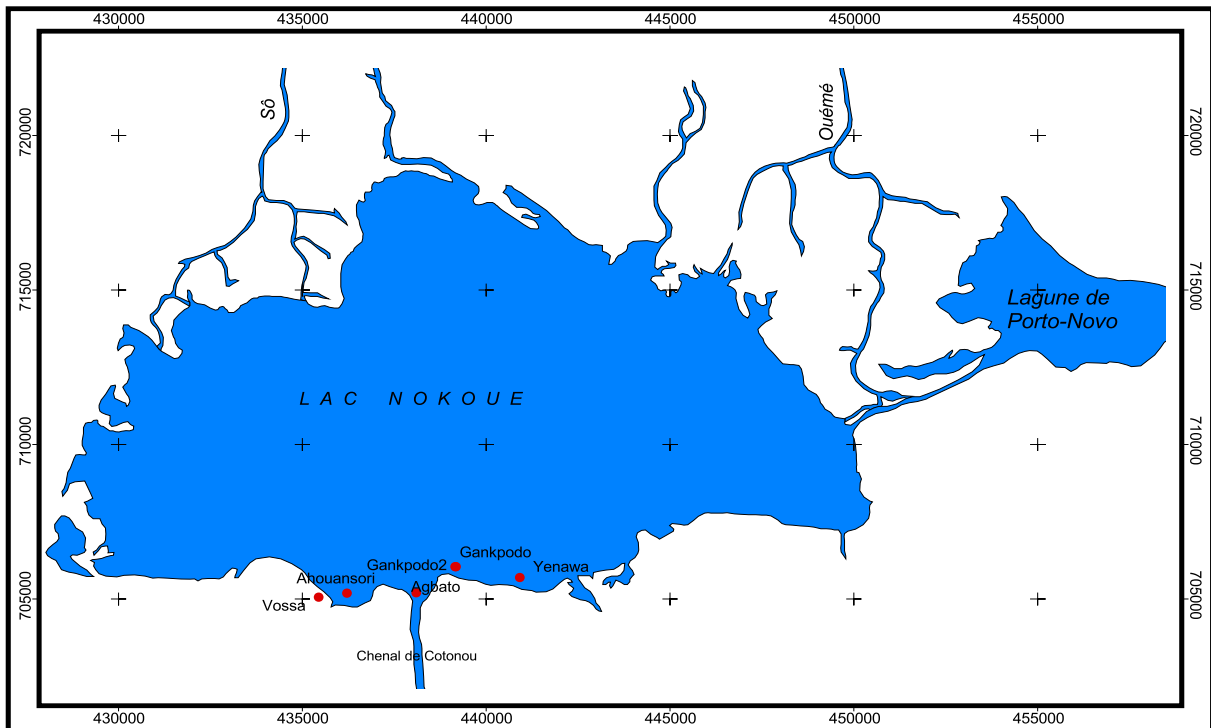 430000 435000 440000 445000 450000 455000
Sô
Ouémé
720000 720000
715000 715000
Lagune de
Porto-Novo
LAC NOKOUE
710000 710000
Gankpodo
Gankpodo2
Yenawa
Ahouansori
Agbato
Vossa
705000 705000
Chenal de Cotonou
430000 435000 440000 445000 450000 455000